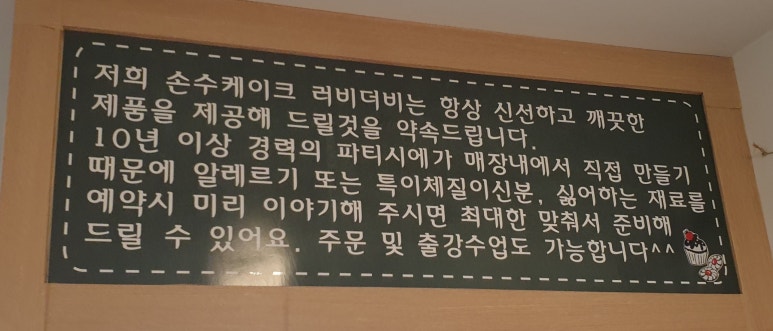 저희 손수케이크 러비더비는 항상 신선하고 깨끗한
제품을 제공해 드릴것을 약속드립니다.
10년 이상 경력의 파티시에가 매장내에서 직접 만들기
때문에 알레르기 또는 특이체질이신분, 싫어하는 재료를
예약시 미리 이야기해 주시면 최대한 맞춰서 준비해
드릴 수 있어요. 주문 및 출강수업도 가능합니다^^